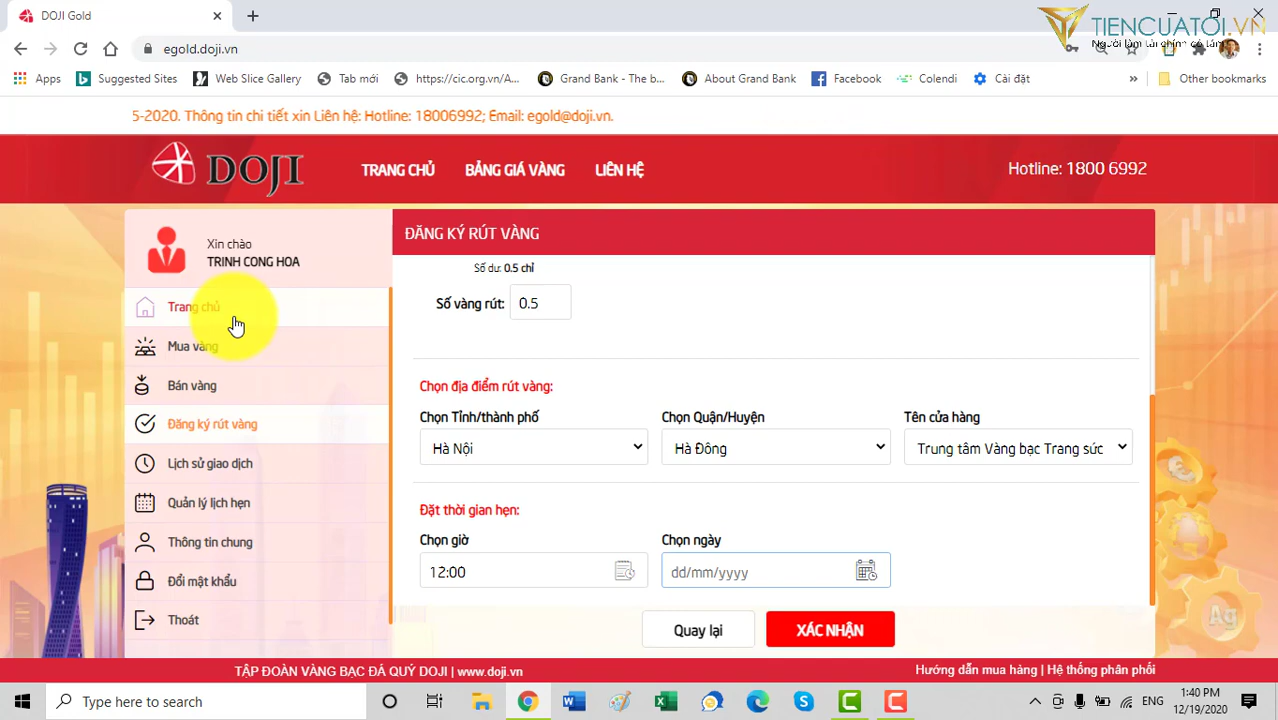 DOJI Gold
TIENCUATOI.VN
Người làm tài chính có tâm
egold.doji.vn
Apps
Suggested Sites
Web Slice Gallery
Tab mới
https://cic.org.vn/A...
Grand Bank - The b...
About Grand Bank
Facebook
Colendi
Cài đặt
»
Other bookmarks
5-2020. Thông tin chi tiết xin Liên hệ: Hotline: 18006992; Email: egold@doji.vn.
DOJI
TRANG CHỦ
BẢNG GIÁ VÀNG
LIÊN HỆ
Hotline: 1800 6992
Xin chào
TRINH CONG HOA
Trang chủ
Mua vàng
Bán vàng
Đăng ký rút vàng
Lịch sử giao dịch
Quản lý lịch hẹn
Thông tin chung
Đổi mật khẩu
Thoát
ĐĂNG KÝ RÚT VÀNG
Số dư: 0.5 chỉ
Số vàng rút: 0.5
Chọn địa điểm rút vàng:
Chọn Tỉnh/thành phố
Chọn Quận/Huyện
Tên cửa hàng
Hà Nội
Hà Đông
Trung tâm Vàng bạc Trang sức
Đặt thời gian hẹn:
Chọn giờ
Chọn ngày
12:00
dd/mm/yyyy
Quay lại
XÁC NHẬN
Ag
TẬP ĐOÀN VÀNG BẠC ĐÁ QUÝ DOJI | www.doji.vn
Hướng dẫn mua hàng | Hệ thống phân phối
Type here to search
ENG
1:40 PM
12/19/2020